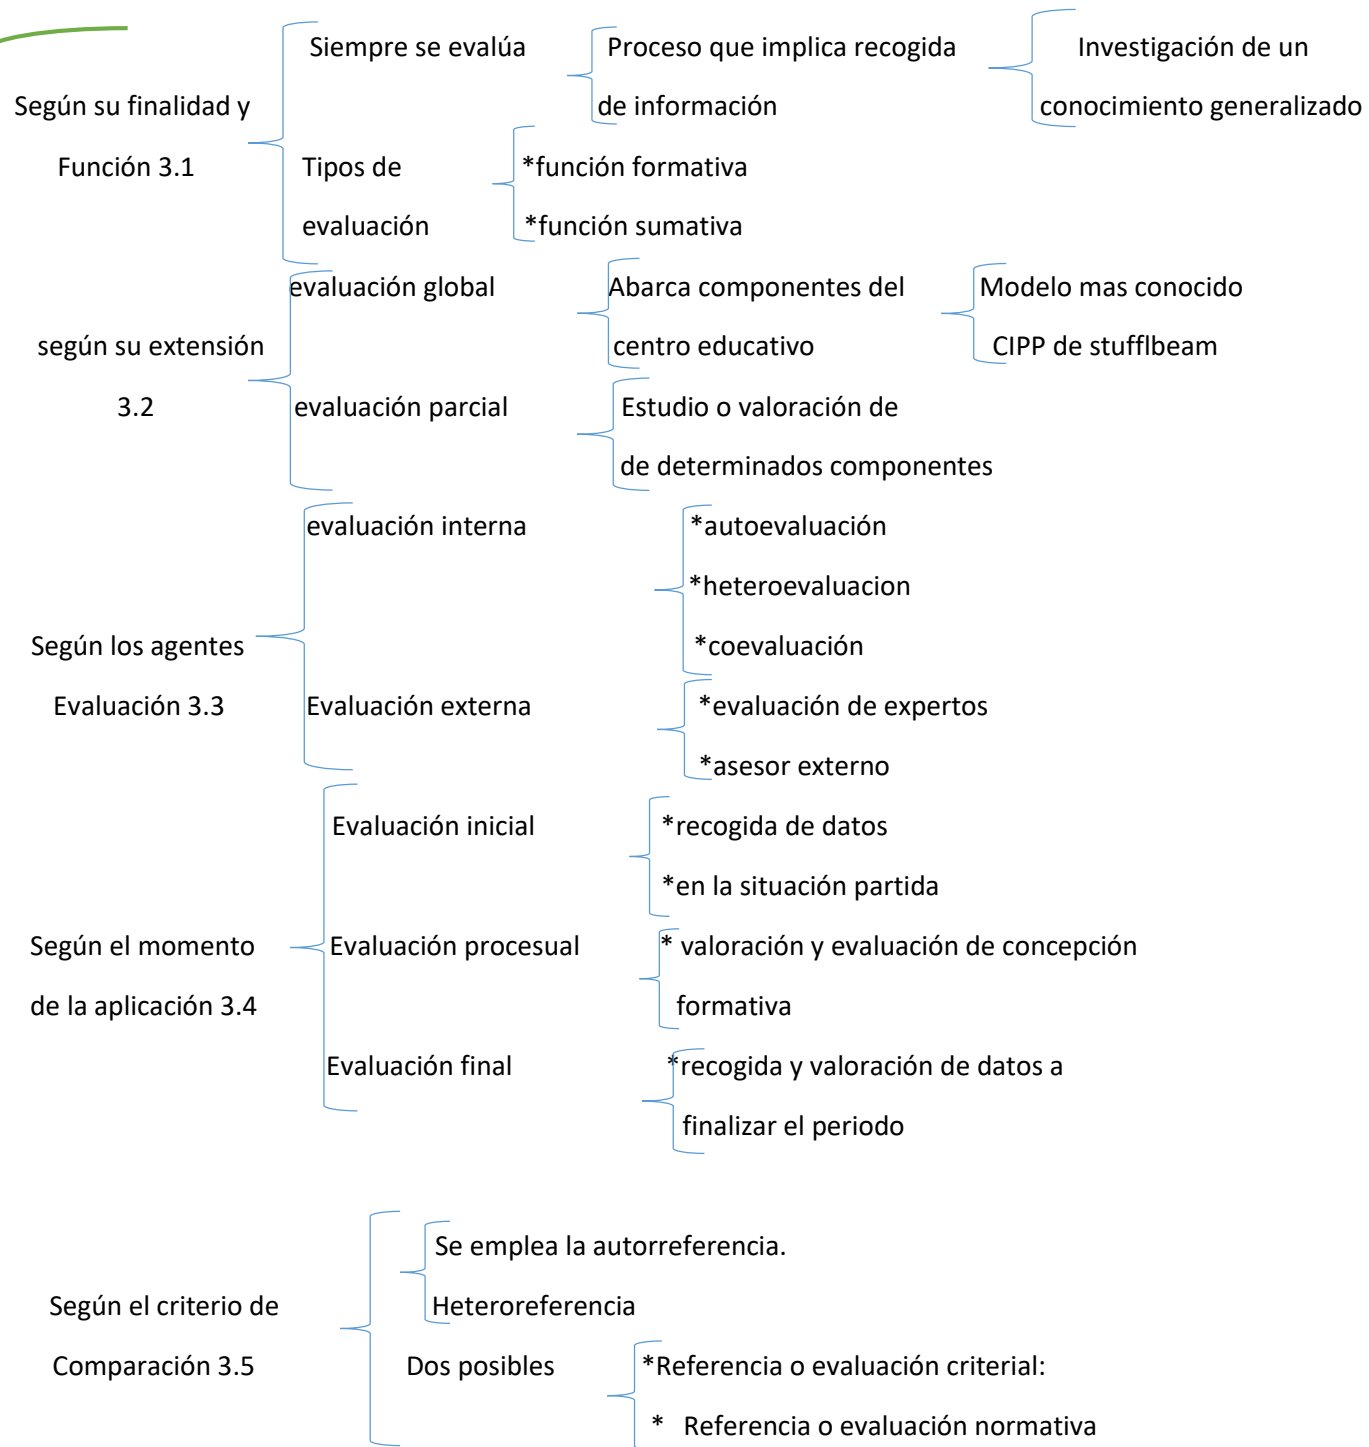 Siempre se evalúa Proceso que implica recogida Investigación de un
Según su finalidad y de información conocimiento generalizado
Función 3.1 Tipos de *función formativa
evaluación *función sumativa
evaluación global Abarca componentes del Modelo mas conocido
según su extensión centro educativo CIPP de stufflbeam
3.2 evaluación parcial Estudio o valoración de
de determinados componentes
evaluación interna *autoevaluación
*heteroevaluacion
Según los agentes *coevaluación
Evaluación 3.3 Evaluación externa *evaluación de expertos
*asesor externo
Evaluación inicial *recogida de datos
*en la situación partida
Según el momento Evaluación procesual * valoración y evaluación de concepción
de la aplicación 3.4 formativa
Evaluación final *recogida y valoración de datos a
finalizar el periodo
Se emplea la autorreferencia.
Según el criterio de Heteroreferencia
Comparación 3.5 Dos posibles *Referencia o evaluación criterial:
* Referencia o evaluación normativa